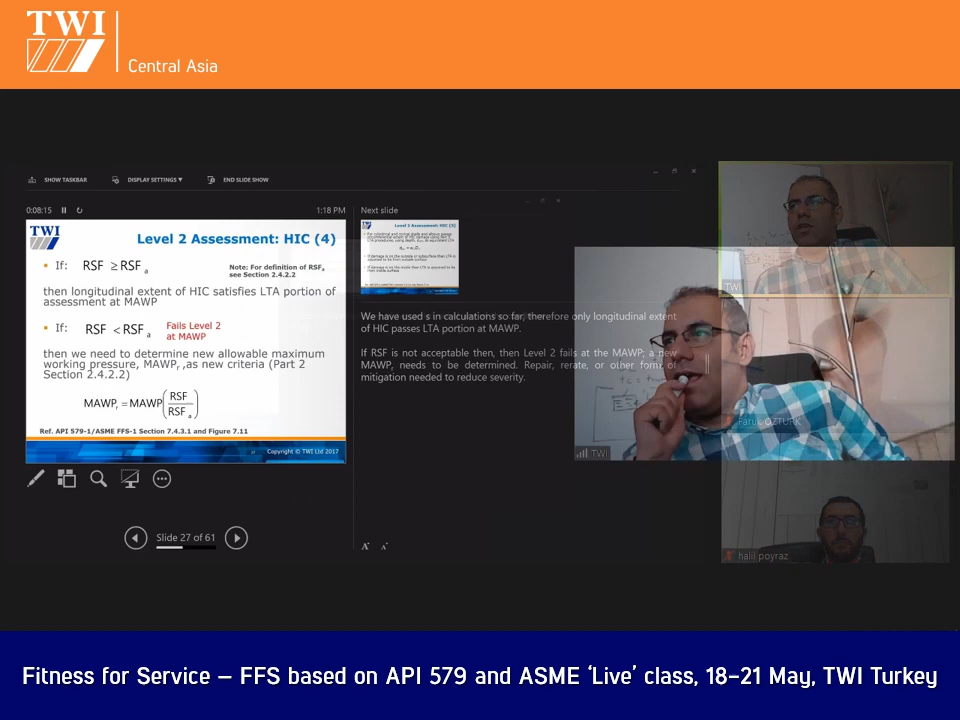 TWI
Central Asia
SHOW TASKBAR
DISPLAY SETTINGS ▼
END SLIDE SHOW
0:08:15
1:18 PM
Next slide
TWI
Level 2 Assessment: HIC (4)
If: RSF ≥ RSF a
Note: For definition of RSFa
see Section 2.4.2.2
then longitudinal extent of HIC satisfies LTA portion of
assessment at MAWP
If: RSF < RSF a
Fails Level 2
at MAWP
then we need to determine new allowable maximum
working pressure, MAWPr ,as new criteria (Part 2
Section 2.4.2.2)
MAWPr = MAWP(RSF / RSF a)
Ref. API 579-1/ASME FFS-1 Section 7.4.3.1 and Figure 7.11
Copyright © TWI Ltd 2017
Slide 27 of 61
Level 2 Assessment: HIC (5)
We have used s in calculations so far, therefore only longitudinal extent
of HIC passes LTA portion at MAWP.
If RSF is not acceptable then, then Level 2 fails at the MAWP; a new
MAWPr needs to be determined. Repair, rerate, or other form of
mitigation needed to reduce severity.
TWI
TWI
Faruk OZTURK
halil poyraz
Fitness for Service – FFS based on API 579 and ASME ‘Live’ class, 18-21 May, TWI Turkey